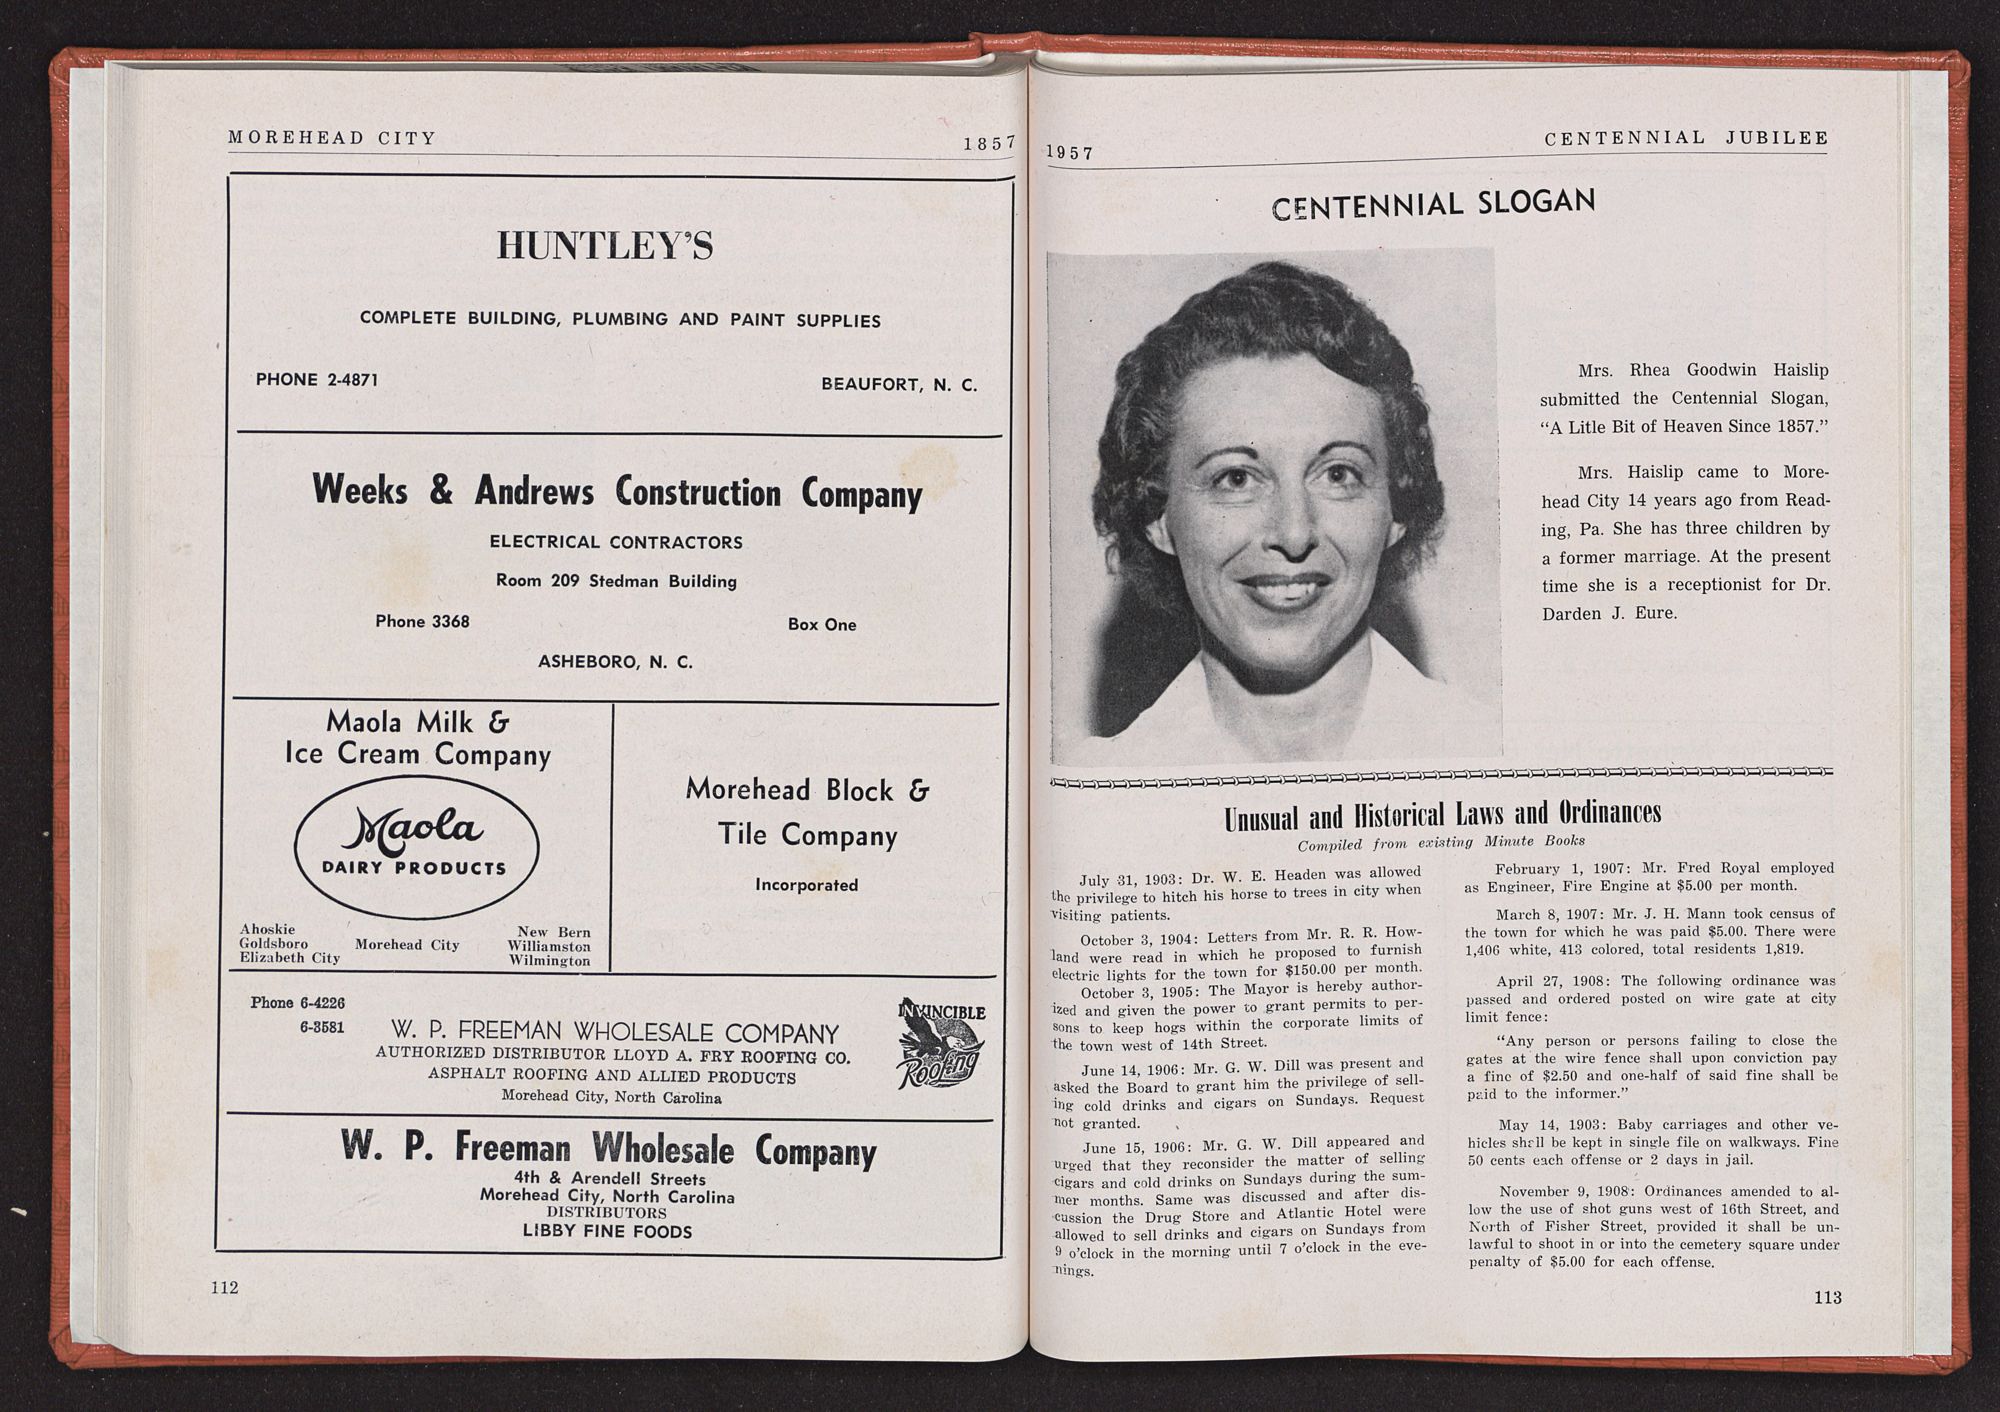 MOREHEAD CITY 1857
HUNTLEY'S
COMPLETE BUILDING, PLUMBING AND PAINT SUPPLIES
PHONE 2-4871 BEAUFORT, N. C.
Weeks & Andrews Construction Company
ELECTRICAL CONTRACTORS
Room 209 Stedman Building
Phone 3368 Box One
ASHEBORO, N. C.
Maola Milk &
Ice Cream Company
Maola
DAIRY PRODUCTS
Ahoskie
Goldsboro
Elizabeth City
Morehead City
New Bern
Williamston
Wilmington
Morehead Block &
Tile Company
Incorporated
Phone 6-4226
6-3581
W. P. FREEMAN WHOLESALE COMPANY
AUTHORIZED DISTRIBUTOR LLOYD A. FRY ROOFING CO.
ASPHALT ROOFING AND ALLIED PRODUCTS
Morehead City, North Carolina
INVINCIBLE
Roofing
W. P. Freeman Wholesale Company
4th & Arendell Streets
Morehead City, North Carolina
DISTRIBUTORS
LIBBY FINE FOODS
112
1957 CENTENNIAL JUBILEE
CENTENNIAL SLOGAN
Mrs. Rhea Goodwin Haislip
submitted the Centennial Slogan,
“A Litle Bit of Heaven Since 1857.”
Mrs. Haislip came to More-
head City 14 years ago from Read-
ing, Pa. She has three children by
a former marriage. At the present
time she is a receptionist for Dr.
Darden J. Eure.
Unusual and Historical Laws and Ordinances
Compiled from existing Minute Books
July 31, 1903: Dr. W. E. Headen was allowed
the privilege to hitch his horse to trees in city when
visiting patients.
October 3, 1904: Letters from Mr. R. R. How-
land were read in which he proposed to furnish
electric lights for the town for $150.00 per month.
October 3, 1905: The Mayor is hereby author-
ized and given the power to grant permits to per-
sons to keep hogs within the corporate limits of
the town west of 14th Street.
June 14, 1906: Mr. G. W. Dill was present and
asked the Board to grant him the privilege of sell-
ing cold drinks and cigars on Sundays. Request
not granted.
June 15, 1906: Mr. G. W. Dill appeared and
urged that they reconsider the matter of selling
cigars and cold drinks on Sundays during the sum-
mer months. Same was discussed and after dis-
cussion the Drug Store and Atlantic Hotel were
allowed to sell drinks and cigars on Sundays from
9 o'clock in the morning until 7 o'clock in the eve-
nings.
February 1, 1907: Mr. Fred Royal employed
as Engineer, Fire Engine at $5.00 per month.
March 8, 1907: Mr. J. H. Mann took census of
the town for which he was paid $5.00. There were
1,406 white, 413 colored, total residents 1,819.
April 27, 1908: The following ordinance was
passed and ordered posted on wire gate at city
limit fence:
“Any person or persons failing to close the
gates at the wire fence shall upon conviction pay
a fine of $2.50 and one-half of said fine shall be
paid to the informer.”
May 14, 1903: Baby carriages and other ve-
hicles shall be kept in single file on walkways. Fine
50 cents each offense or 2 days in jail.
November 9, 1908: Ordinances amended to al-
low the use of shot guns west of 16th Street, and
North of Fisher Street, provided it shall be un-
lawful to shoot in or into the cemetery square under
penalty of $5.00 for each offense.
113